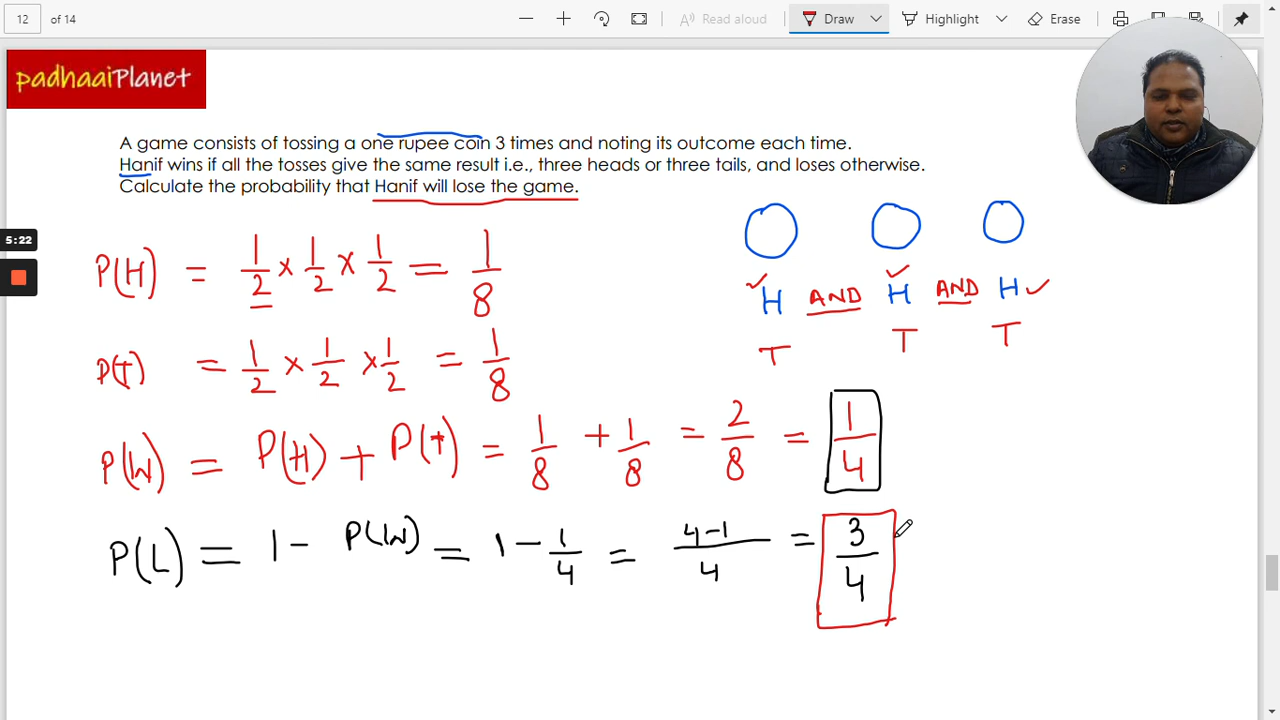 12 of 14 Read aloud Draw Highlight Erase
padhaaiPlanet
A game consists of tossing a one rupee coin 3 times and noting its outcome each time.
Hanif wins if all the tosses give the same result i.e., three heads or three tails, and loses otherwise.
Calculate the probability that Hanif will lose the game.
5:22
P(H) = 1/2 × 1/2 × 1/2 = 1/8
H AND H AND H
T T T
P(T) = 1/2 × 1/2 × 1/2 = 1/8
P(W) = P(H) + P(T) = 1/8 + 1/8 = 2/8 = 1/4
P(L) = 1 - P(W) = 1 - 1/4 = 4-1/4 = 3/4